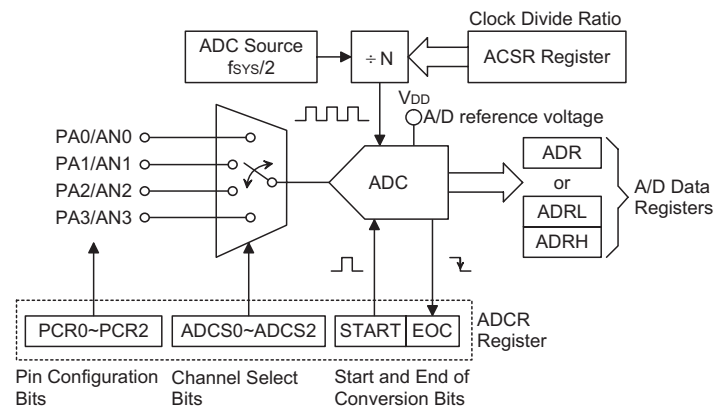 Clock Divide Ratio
ADC Source
fSYS/2
÷ N
ACSR Register
VDD
A/D reference voltage
PA0/AN0
PA1/AN1
PA2/AN2
PA3/AN3
ADC
ADR
or
ADRL
ADRH
A/D Data
Registers
PCR0~PCR2
ADCS0~ADCS2
START
EOC
ADCR
Register
Pin Configuration
Bits
Channel Select
Bits
Start and End of
Conversion Bits